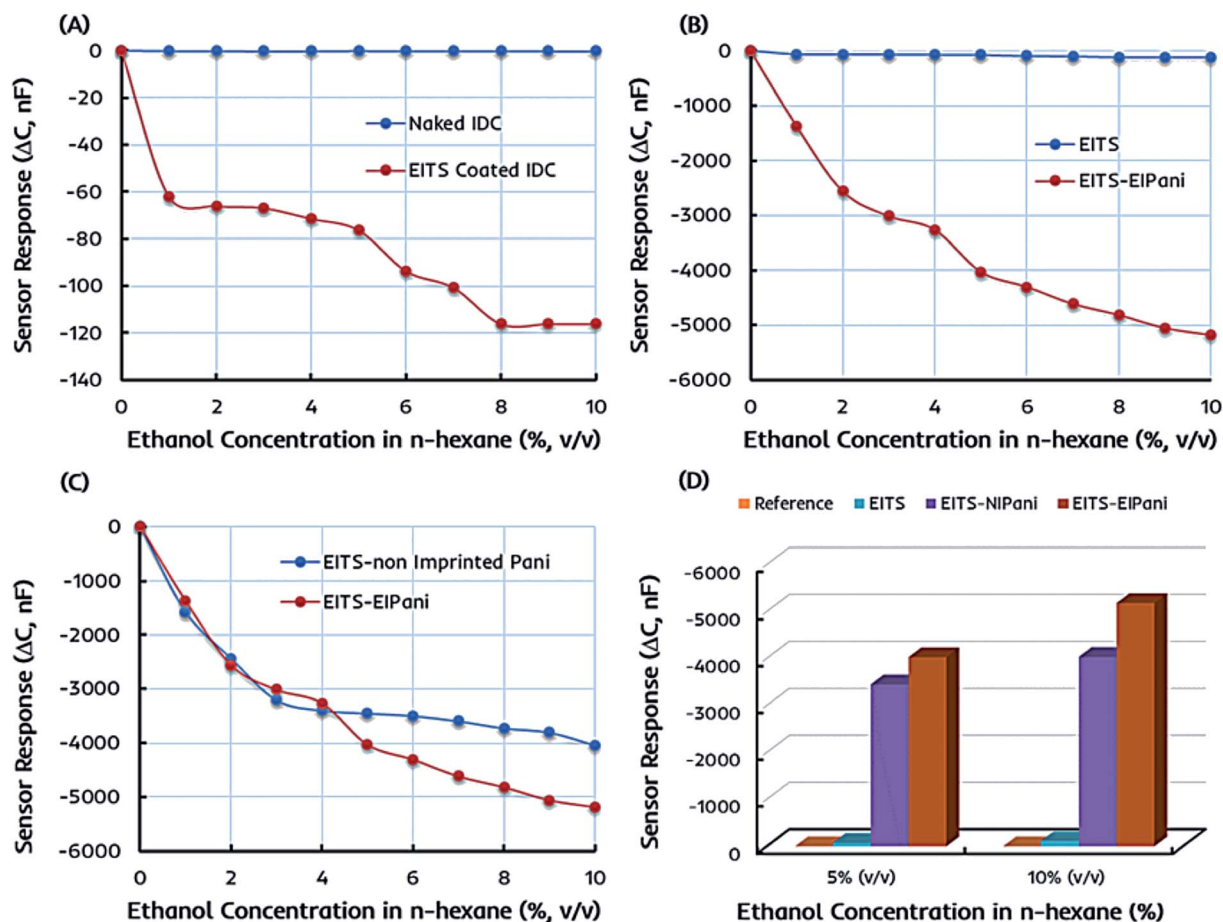 (A)
0
-20
-40
-60
-80
-100
-120
-140
Sensor Response (ΔC, nF)
Naked IDC
EITS Coated IDC
0 2 4 6 8 10
Ethanol Concentration in n-hexane (%, v/v)
(B)
0
-1000
-2000
-3000
-4000
-5000
-6000
Sensor Response (ΔC, nF)
EITS
EITS-EIPani
0 2 4 6 8 10
Ethanol Concentration in n-hexane (%, v/v)
(C)
0
-1000
-2000
-3000
-4000
-5000
-6000
Sensor Response (ΔC, nF)
EITS-non Imprinted Pani
EITS-EIPani
0 2 4 6 8 10
Ethanol Concentration in n-hexane (%, v/v)
(D)
Reference EITS EITS-NIPani EITS-EIPani
-6000
-5000
-4000
-3000
-2000
-1000
0
Sensor Response (ΔC, nF)
5% (v/v) 10% (v/v)
Ethanol Concentration in n-hexane (%)